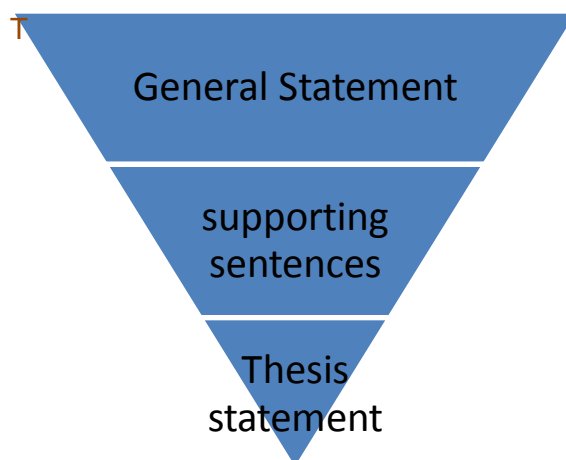 T
General Statement
supporting
sentences
Thesis
statement